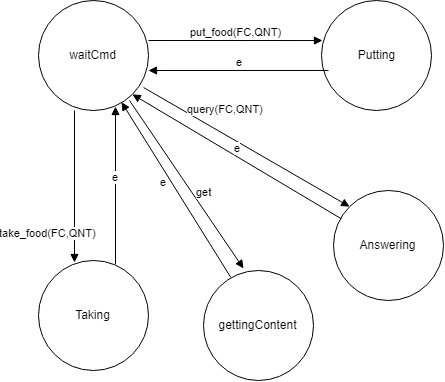 put_food(FC,QNT)
waitCmd
Putting
e
query(FC,QNT)
e
e
e
get
take_food(FC,QNT)
Answering
Taking
gettingContent